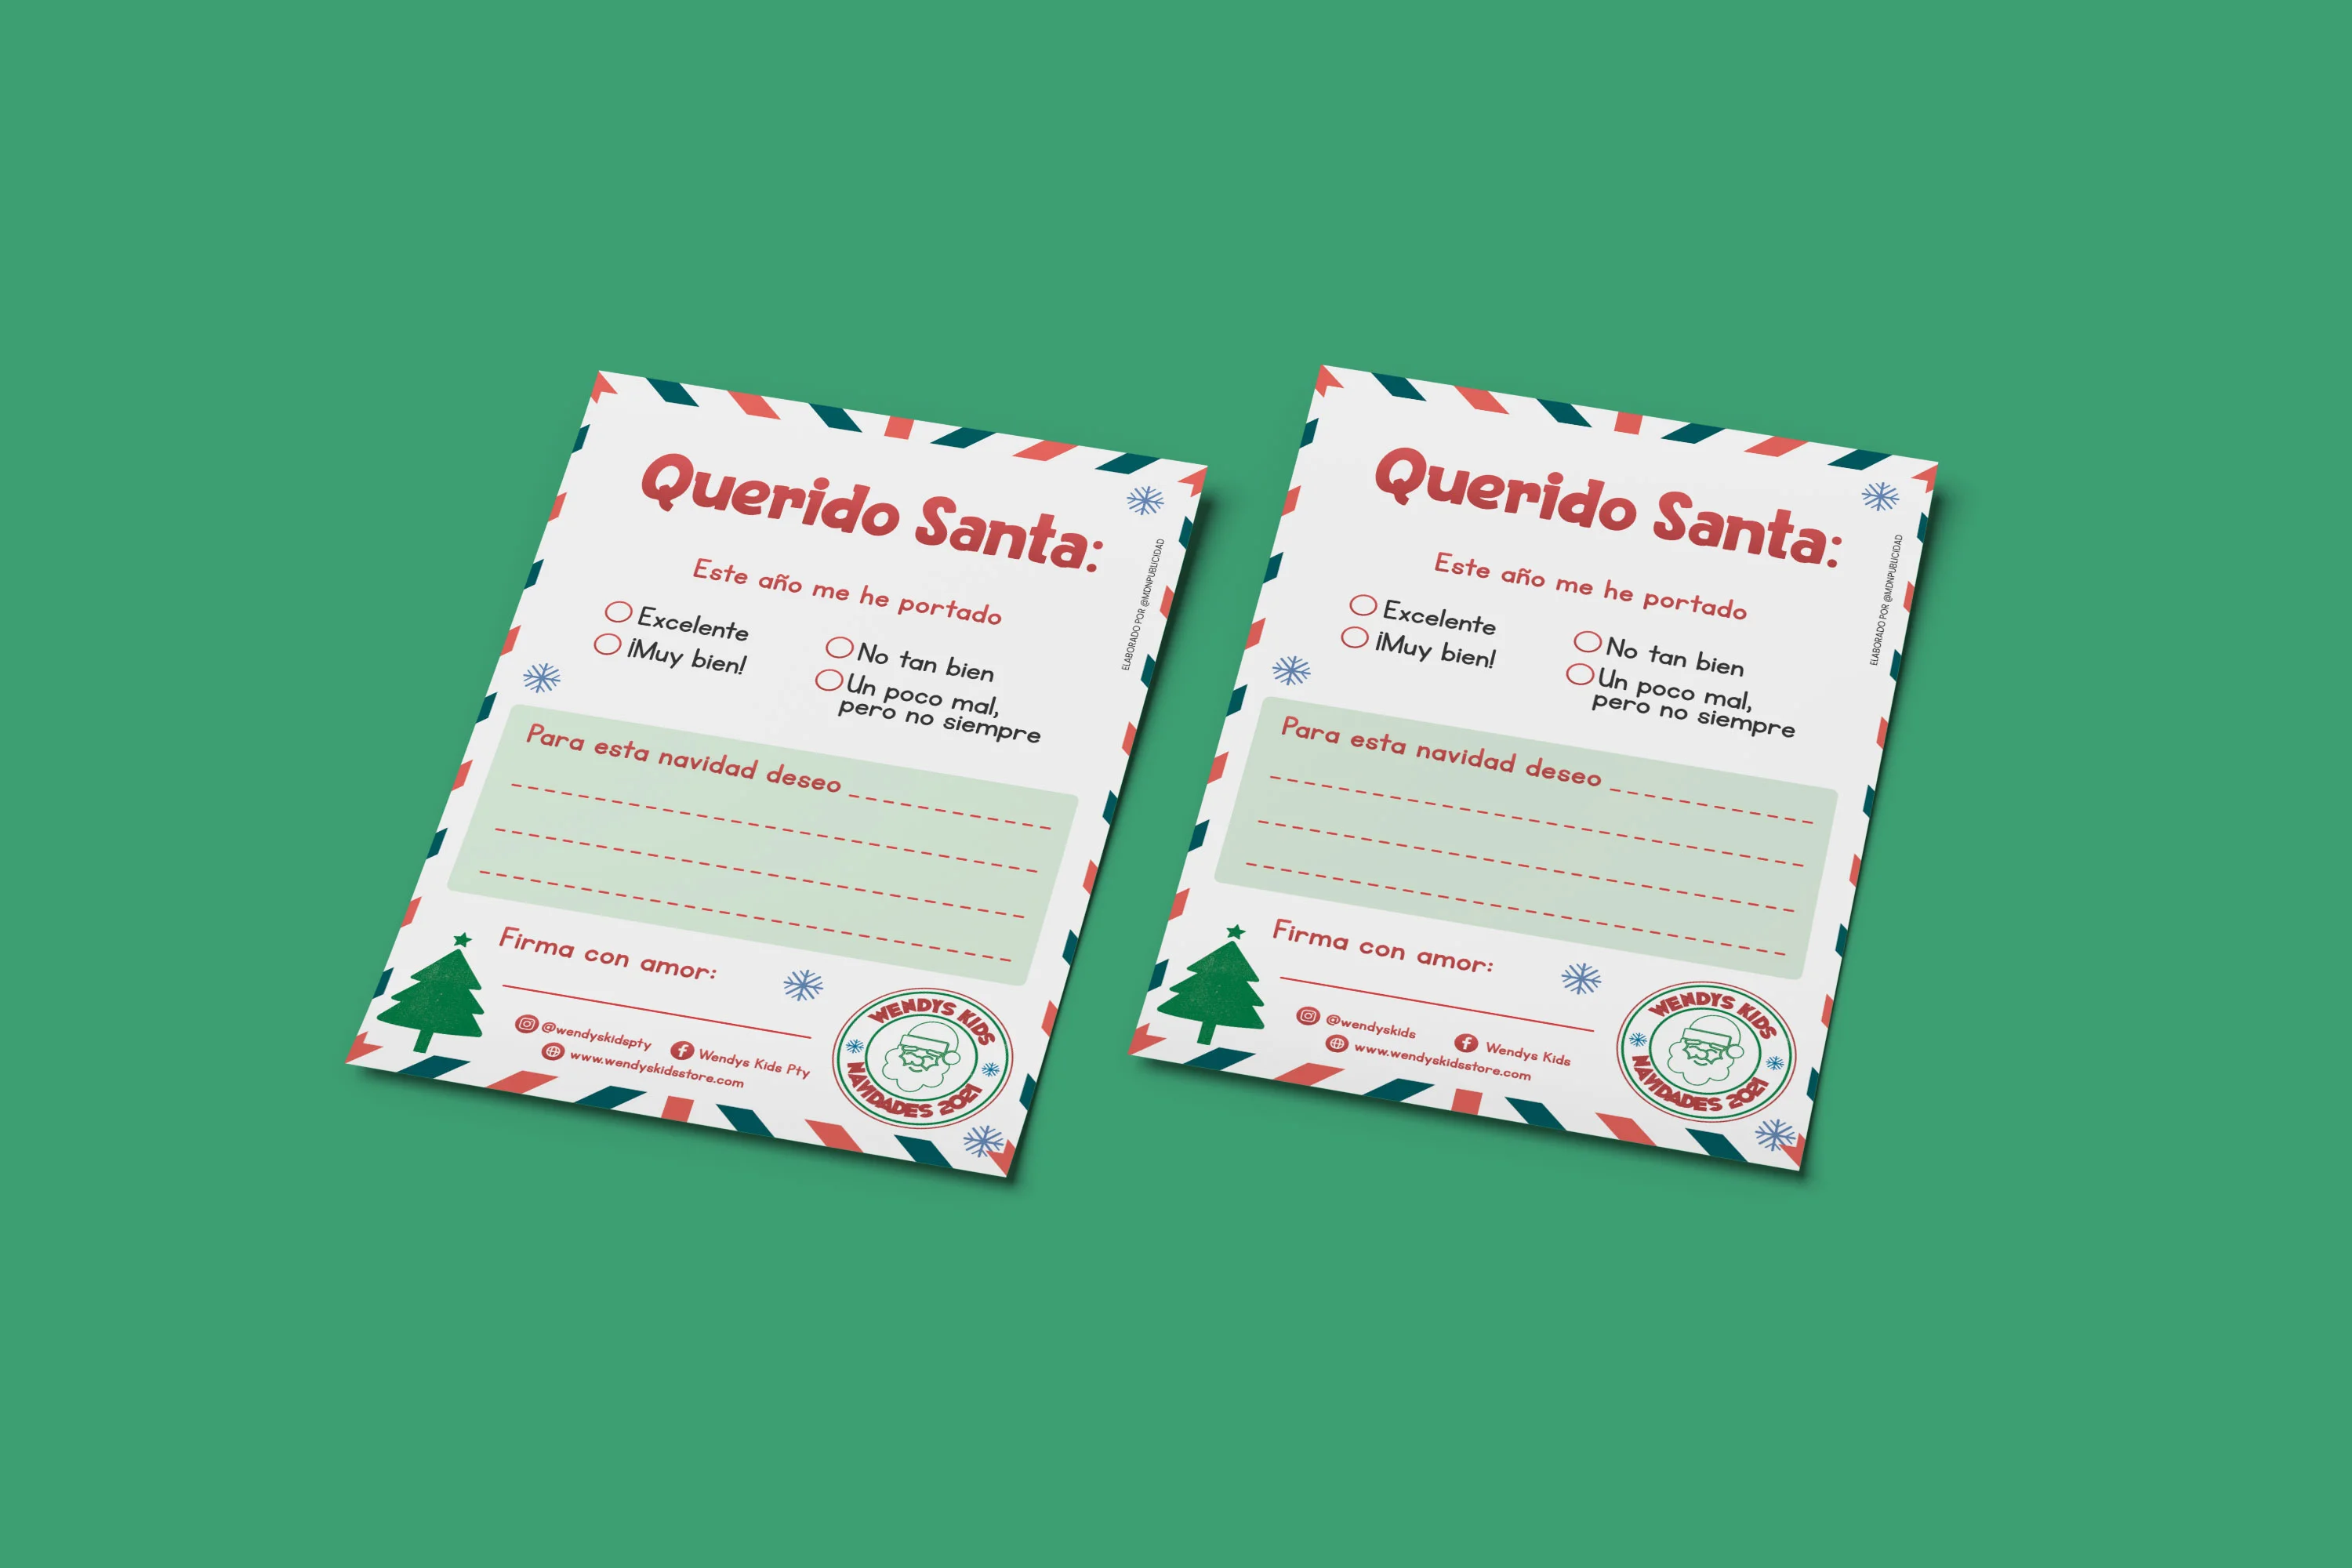 Querido Santa:
Este año me he portado
Excelente
¡Muy bien!
No tan bien
Un poco mal,
pero no siempre
Para esta navidad deseo
Firma con amor:
@wendyskidspty
Wendys Kids Pty
www.wendyskidsstore.com
WENDYS KIDS
NAVIDADES 2021
ELABORADO POR @MDNPUBLICIDAD
Querido Santa:
Este año me he portado
Excelente
¡Muy bien!
No tan bien
Un poco mal,
pero no siempre
Para esta navidad deseo
Firma con amor:
@wendyskids
Wendys Kids
www.wendyskidsstore.com
WENDYS KIDS
NAVIDADES 2021
ELABORADO POR @MDNPUBLICIDAD